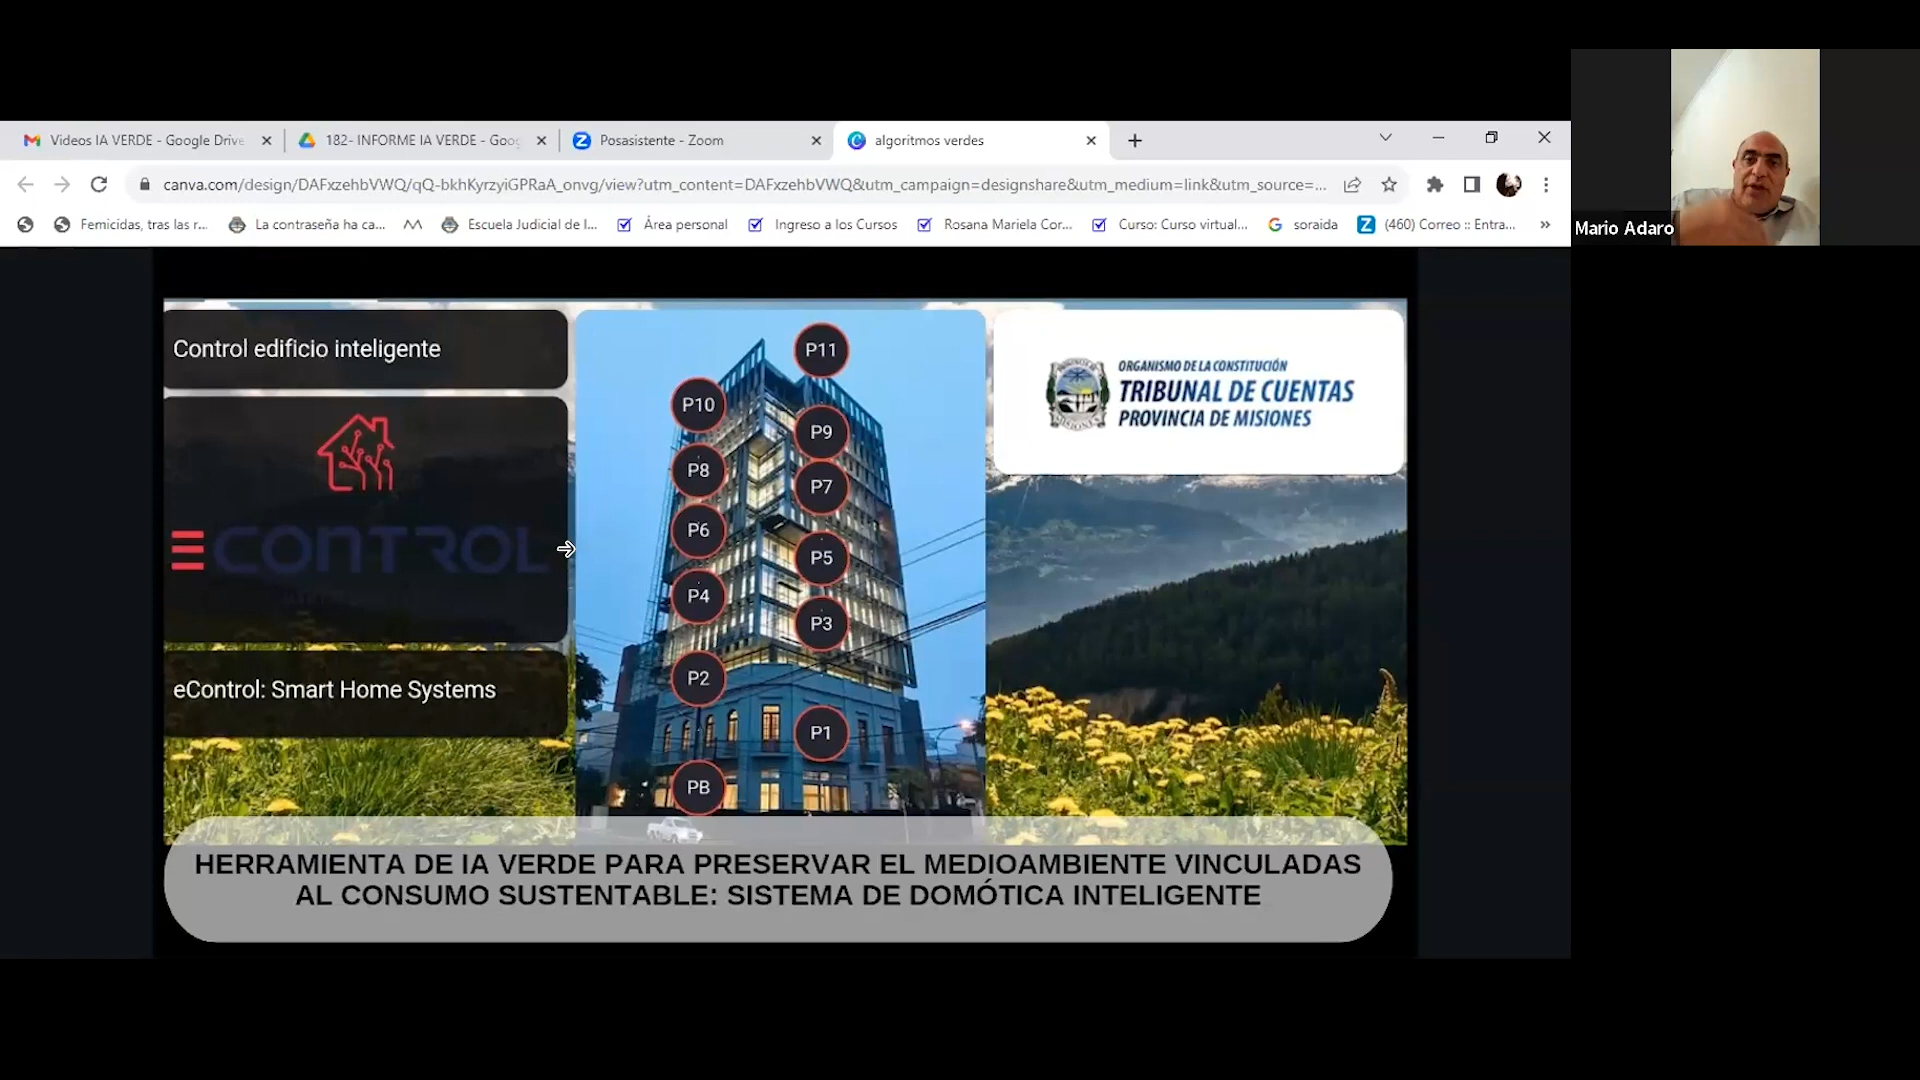 Videos IA VERDE - Google Drive
182- INFORME IA VERDE - Goog
Posasistente - Zoom
algoritmos verdes
canva.com/design/DAFxzehbVWQ/qQ-bkhKyrzyiGPRaA_onvg/view?utm_content=DAFxzehbVWQ&utm_campaign=designshare&utm_medium=link&utm_source=...
Femicidas, tras las r...
La contraseña ha ca...
Escuela Judicial de l...
Área personal
Ingreso a los Cursos
Rosana Mariela Cor...
Curso: Curso virtual...
soraida
(460) Correo :: Entra...
Mario Adaro
Control edificio inteligente
ECONTROL
eControl: Smart Home Systems
P11
P10
P9
P8
P7
P6
P5
P4
P3
P2
P1
PB
ORGANISMO DE LA CONSTITUCIÓN
TRIBUNAL DE CUENTAS
PROVINCIA DE MISIONES
HERRAMIENTA DE IA VERDE PARA PRESERVAR EL MEDIOAMBIENTE VINCULADAS
AL CONSUMO SUSTENTABLE: SISTEMA DE DOMÓTICA INTELIGENTE